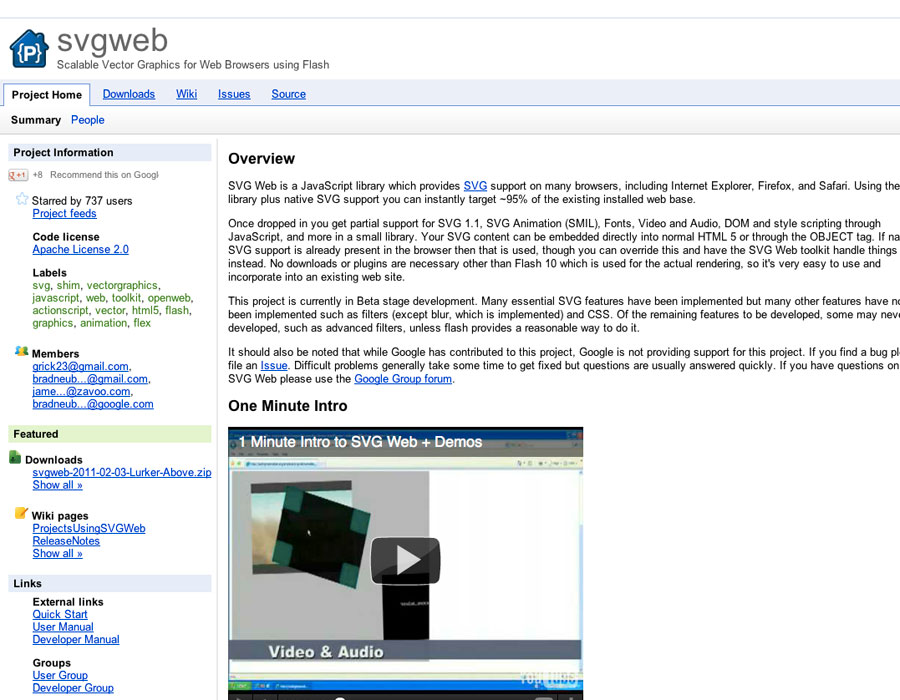 svgweb
Scalable Vector Graphics for Web Browsers using Flash
Project Home Downloads Wiki Issues Source
Summary People
Project Information
+1 +8 Recommend this on Googl
Starred by 737 users
Project feeds
Code license
Apache License 2.0
Labels
svg, shim, vectorgraphics,
javascript, web, toolkit, openweb,
actionscript, vector, html5, flash,
graphics, animation, flex
Members
grick23@gmail.com,
bradneub...@gmail.com,
jame...@zavoo.com,
bradneub...@google.com
Featured
Downloads
svgweb-2011-02-03-Lurker-Above.zip
Show all »
Wiki pages
ProjectsUsingSVGWeb
ReleaseNotes
Show all »
Links
External links
Quick Start
User Manual
Developer Manual
Groups
User Group
Developer Group
Overview
SVG Web is a JavaScript library which provides SVG support on many browsers, including Internet Explorer, Firefox, and Safari. Using the
library plus native SVG support you can instantly target ~95% of the existing installed web base.
Once dropped in you get partial support for SVG 1.1, SVG Animation (SMIL), Fonts, Video and Audio, DOM and style scripting through
JavaScript, and more in a small library. Your SVG content can be embedded directly into normal HTML 5 or through the OBJECT tag. If na
SVG support is already present in the browser then that is used, though you can override this and have the SVG Web toolkit handle things
instead. No downloads or plugins are necessary other than Flash 10 which is used for the actual rendering, so it's very easy to use and
incorporate into an existing web site.
This project is currently in Beta stage development. Many essential SVG features have been implemented but many other features have no
been implemented such as filters (except blur, which is implemented) and CSS. Of the remaining features to be developed, some may neve
developed, such as advanced filters, unless flash provides a reasonable way to do it.
It should also be noted that while Google has contributed to this project, Google is not providing support for this project. If you find a bug pl
file an Issue. Difficult problems generally take some time to get fixed but questions are usually answered quickly. If you have questions on
SVG Web please use the Google Group forum.
One Minute Intro
1 Minute Intro to SVG Web + Demos
Video & Audio
YouTube